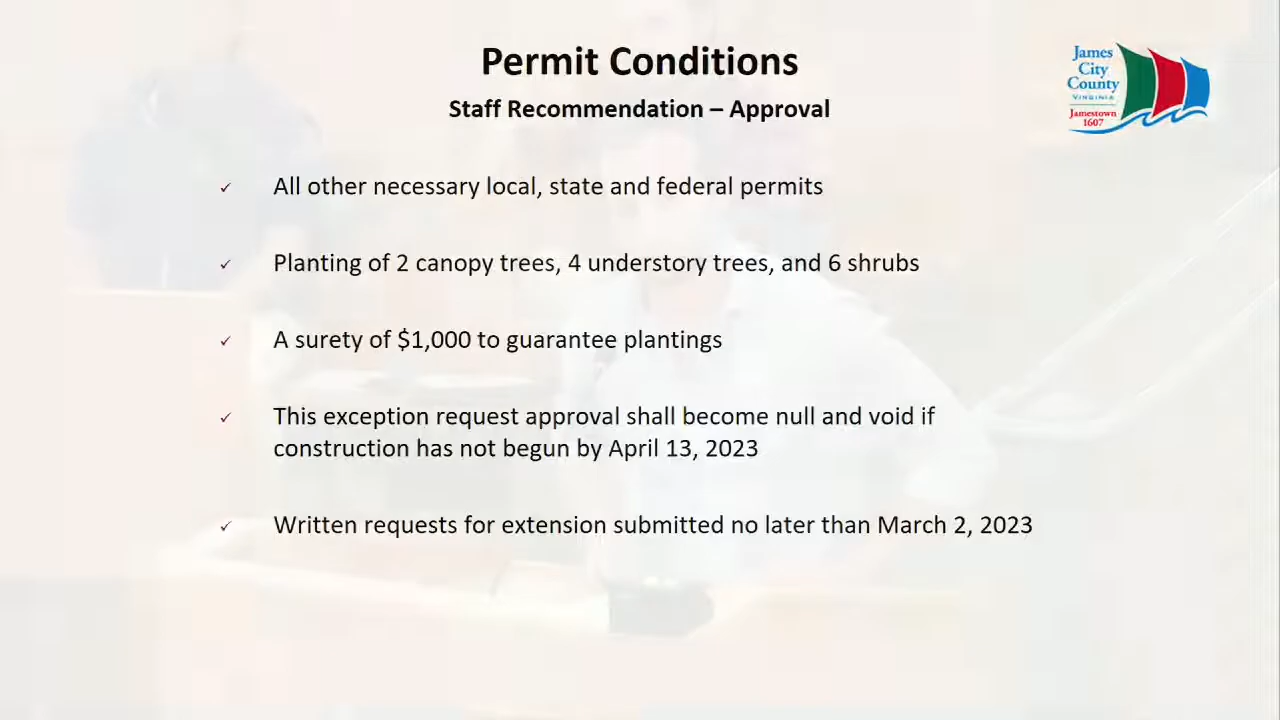 Permit Conditions
Staff Recommendation – Approval
James
City
County
VIRGINIA
Jamestown
1607
✓ All other necessary local, state and federal permits
✓ Planting of 2 canopy trees, 4 understory trees, and 6 shrubs
✓ A surety of $1,000 to guarantee plantings
✓ This exception request approval shall become null and void if
construction has not begun by April 13, 2023
✓ Written requests for extension submitted no later than March 2, 2023